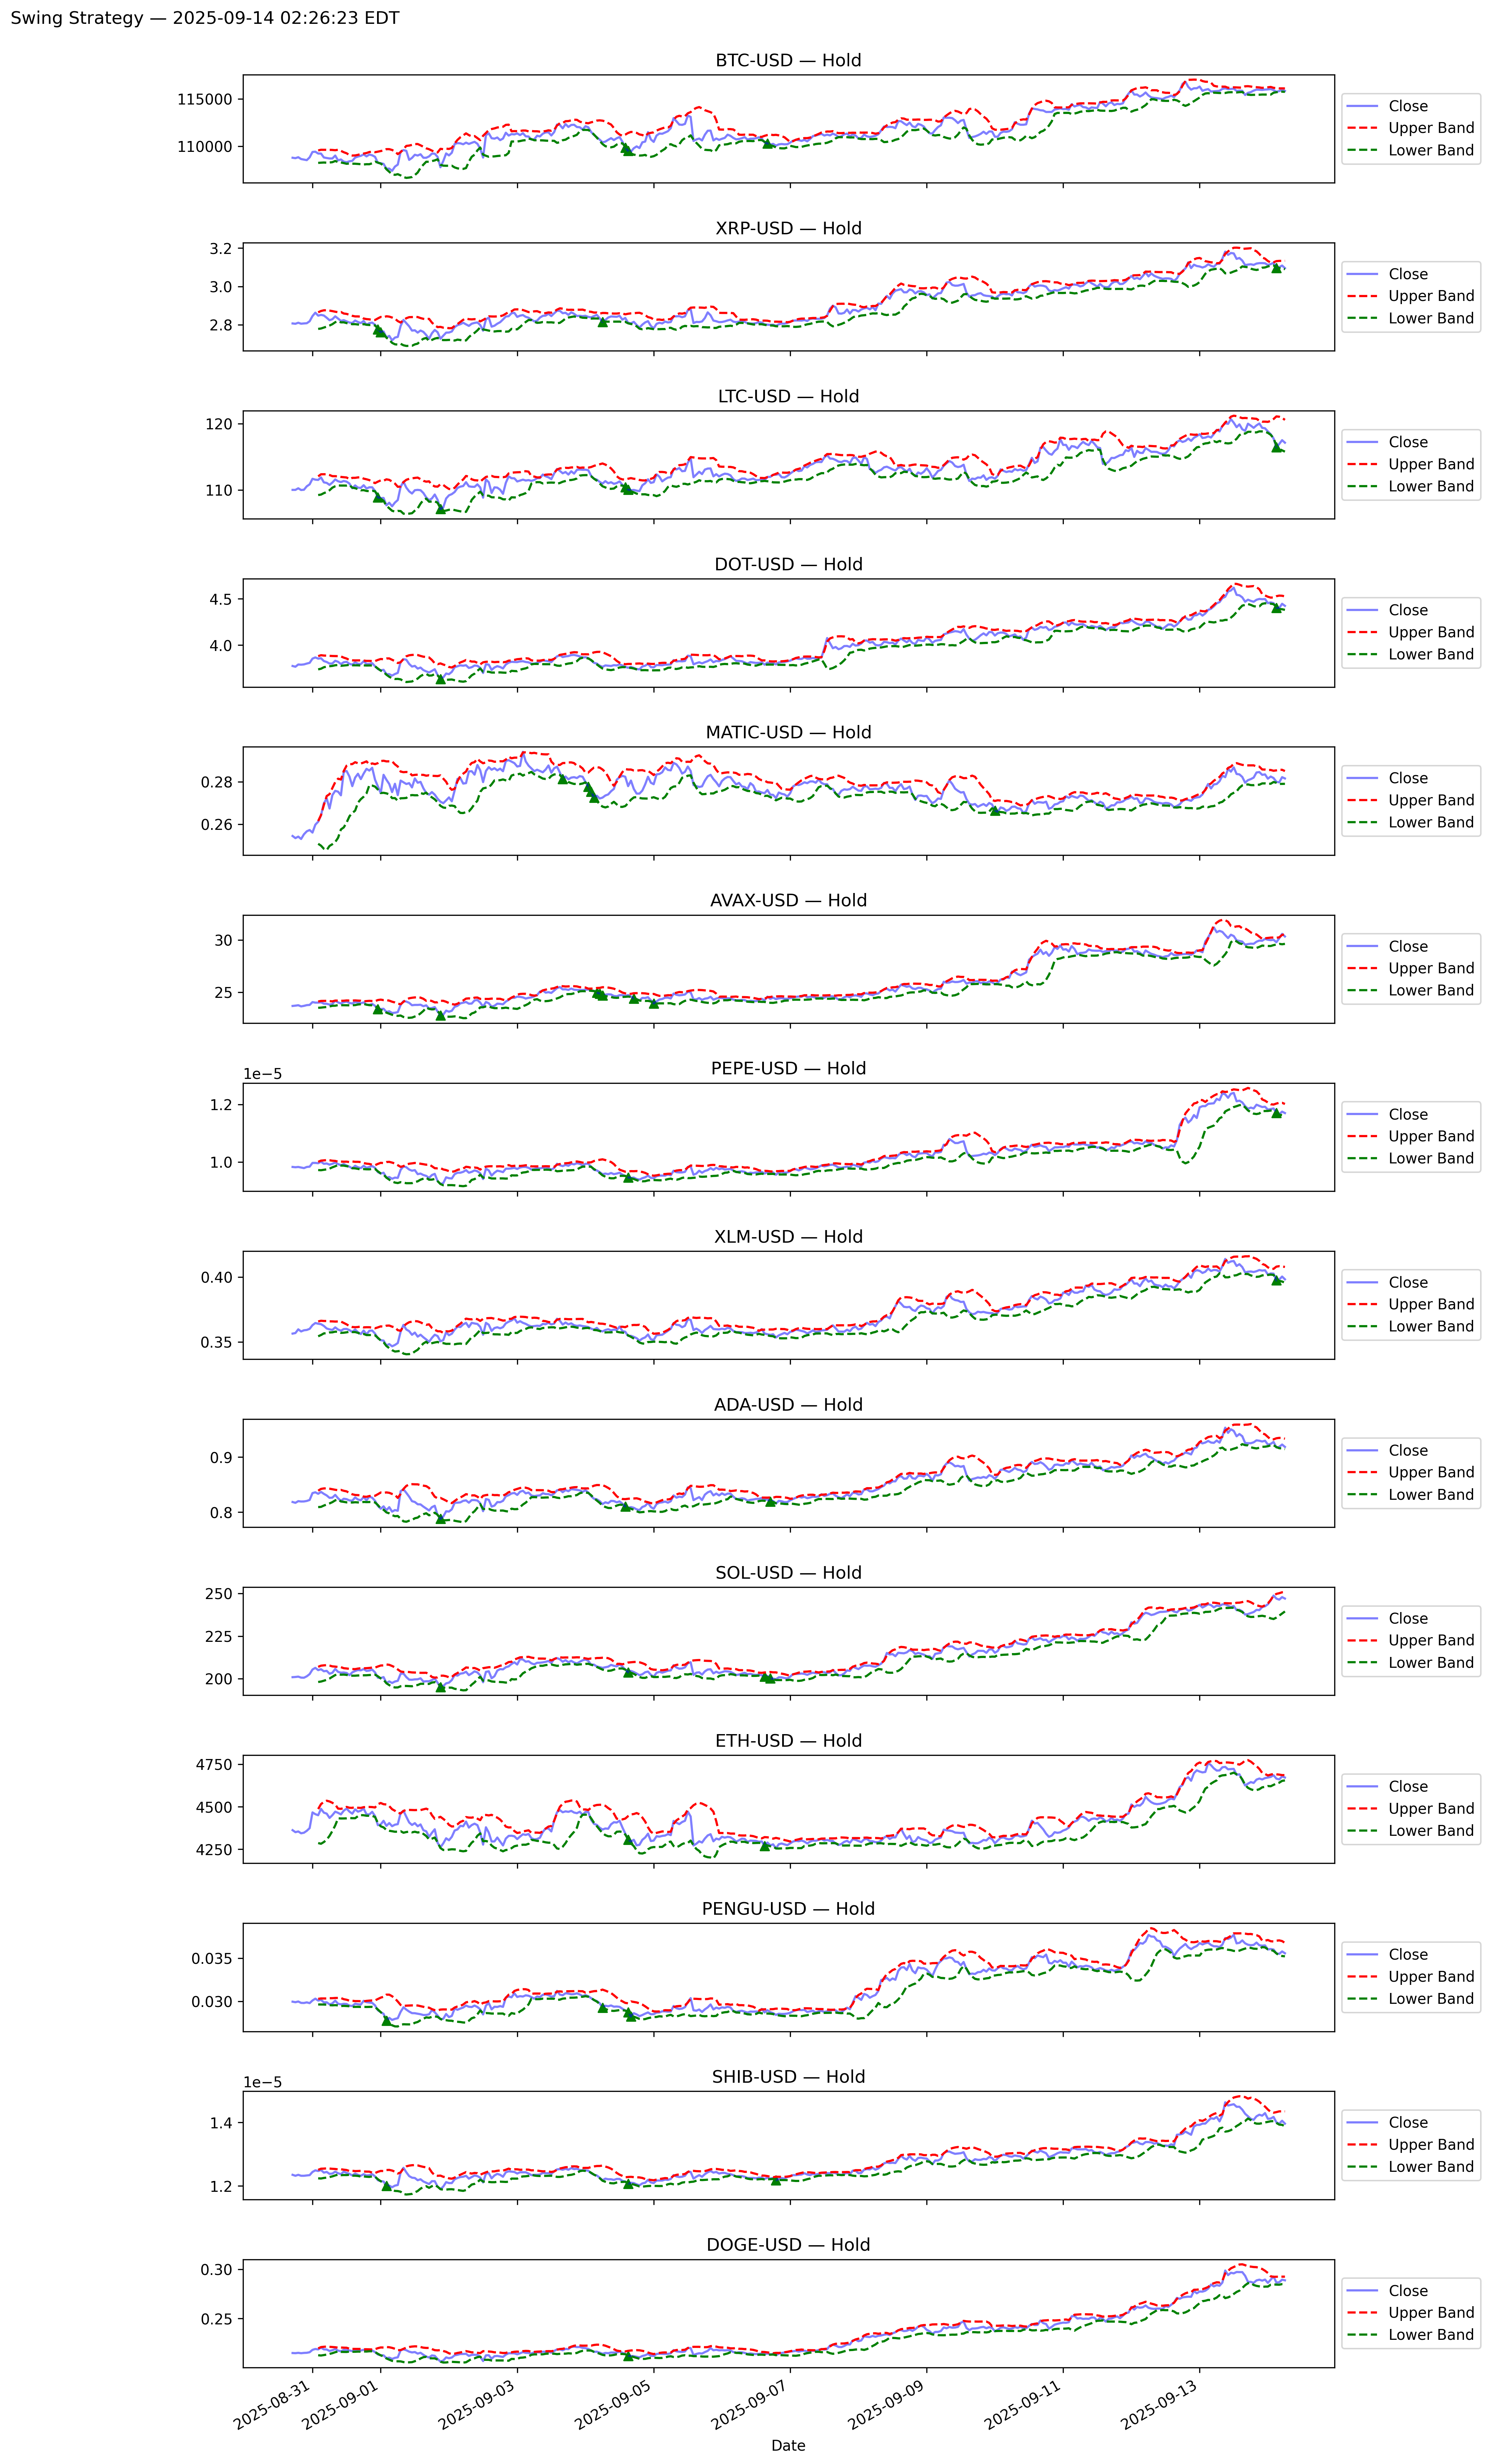 Swing Strategy — 2025-09-14 02:26:23 EDT
BTC-USD — Hold
115000
110000
Close
Upper Band
Lower Band
XRP-USD — Hold
3.2
3.0
2.8
Close
Upper Band
Lower Band
LTC-USD — Hold
120
110
Close
Upper Band
Lower Band
DOT-USD — Hold
4.5
4.0
Close
Upper Band
Lower Band
MATIC-USD — Hold
0.28
0.26
Close
Upper Band
Lower Band
AVAX-USD — Hold
30
25
Close
Upper Band
Lower Band
PEPE-USD — Hold
1e−5
1.2
1.0
Close
Upper Band
Lower Band
XLM-USD — Hold
0.40
0.35
Close
Upper Band
Lower Band
ADA-USD — Hold
0.9
0.8
Close
Upper Band
Lower Band
SOL-USD — Hold
250
225
200
Close
Upper Band
Lower Band
ETH-USD — Hold
4750
4500
4250
Close
Upper Band
Lower Band
PENGU-USD — Hold
0.035
0.030
Close
Upper Band
Lower Band
SHIB-USD — Hold
1e−5
1.4
1.2
Close
Upper Band
Lower Band
DOGE-USD — Hold
0.30
0.25
Close
Upper Band
Lower Band
2025-08-31
2025-09-01
2025-09-03
2025-09-05
2025-09-07
2025-09-09
2025-09-11
2025-09-13
Date